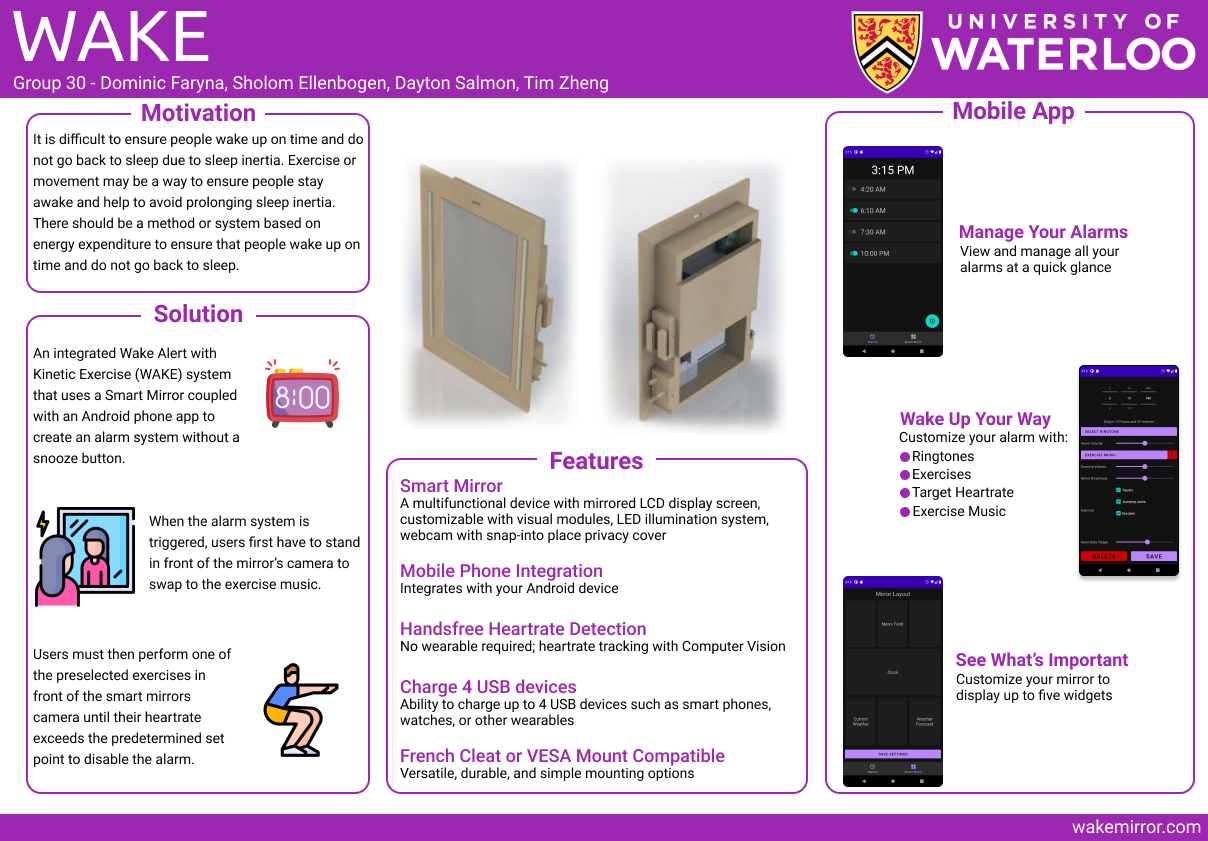 WAKE
Group 30 - Dominic Faryna, Sholom Ellenbogen, Dayton Salmon, Tim Zheng
UNIVERSITY OF
WATERLOO
Motivation
It is difficult to ensure people wake up on time and do
not go back to sleep due to sleep inertia. Exercise or
movement may be a way to ensure people stay
awake and help to avoid prolonging sleep inertia.
There should be a method or system based on
energy expenditure to ensure that people wake up on
time and do not go back to sleep.
Solution
An integrated Wake Alert with
Kinetic Exercise (WAKE) system
that uses a Smart Mirror coupled
with an Android phone app to
create an alarm system without a
snooze button.
8:00
When the alarm system is
triggered, users first have to stand
in front of the mirror's camera to
swap to the exercise music.
Users must then perform one of
the preselected exercises in
front of the smart mirrors
camera until their heartrate
exceeds the predetermined set
point to disable the alarm.
Features
Smart Mirror
A multifunctional device with mirrored LCD display screen,
customizable with visual modules, LED illumination system,
webcam with snap-into place privacy cover
Mobile Phone Integration
Integrates with your Android device
Handsfree Heartrate Detection
No wearable required; heartrate tracking with Computer Vision
Charge 4 USB devices
Ability to charge up to 4 USB devices such as smart phones,
watches, or other wearables
French Cleat or VESA Mount Compatible
Versatile, durable, and simple mounting options
Mobile App
3:15 PM
4:20 AM
6:10 AM
7:30 AM
10:00 PM
Manage Your Alarms
View and manage all your
alarms at a quick glance
Wake Up Your Way
Customize your alarm with:
Ringtones
Exercises
Target Heartrate
Exercise Music
SELECT RINGTONE
EXERCISE MUSIC
Exercise Volume
Mirror Brightness
Squats
Jumping Jacks
Exercise
Heart Rate Target
DELETE
SAVE
Mirror Layout
News Feed
Clock
Current
Weather
Weather
Forecast
SAVE SETTINGS
See What's Important
Customize your mirror to
display up to five widgets
wakemirror.com